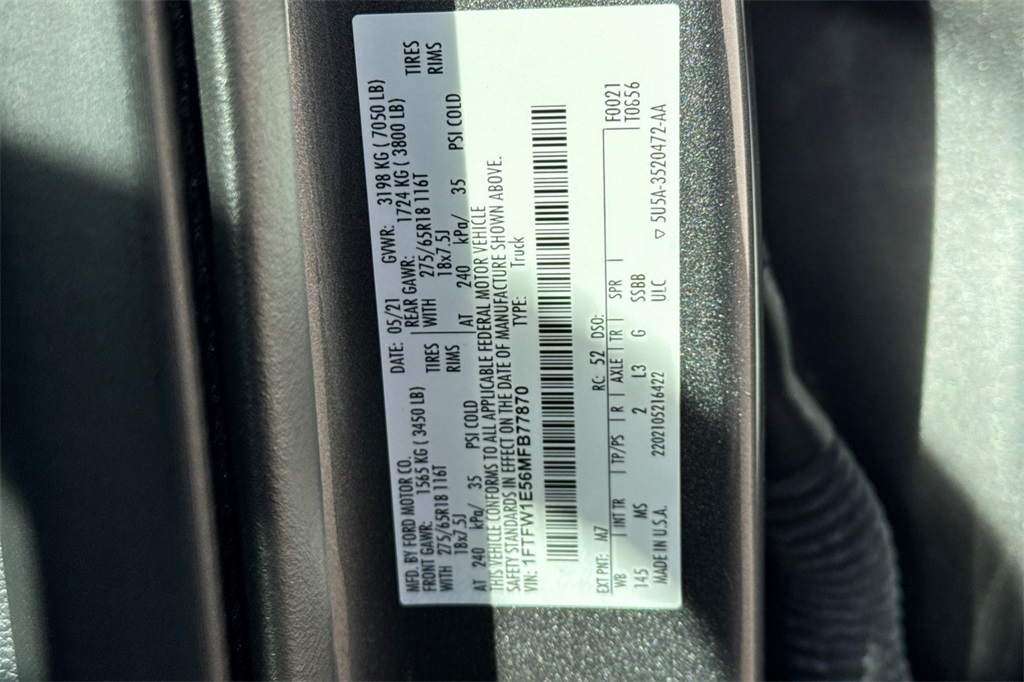 MFD. BY FORD MOTOR CO. DATE: 05/21 GVWR: 3198 KG ( 7050 LB)
FRONT GAWR: 1565 KG ( 3450 LB) REAR GAWR: 1724 KG ( 3800 LB)
WITH 275/65R18 116T TIRES WITH 275/65R18 116T TIRES
18x7.5J RIMS 18x7.5J RIMS
AT 240 kPa/ 35 PSI COLD AT 240 kPa/ 35 PSI COLD
THIS VEHICLE CONFORMS TO ALL APPLICABLE FEDERAL MOTOR VEHICLE
SAFETY STANDARDS IN EFFECT ON THE DATE OF MANUFACTURE SHOWN ABOVE.
VIN: 1FTFW1E56MFB77870 TYPE: Truck
EXT PNT: M7 RC: 52 DSO: F0021
WB INT TR TP/PS R AXLE TR SPR T0856
145 MS 2 L3 G SSBB
MADE IN U.S.A. 2202105216422 ULC ▽ 5U5A-3520472-AA